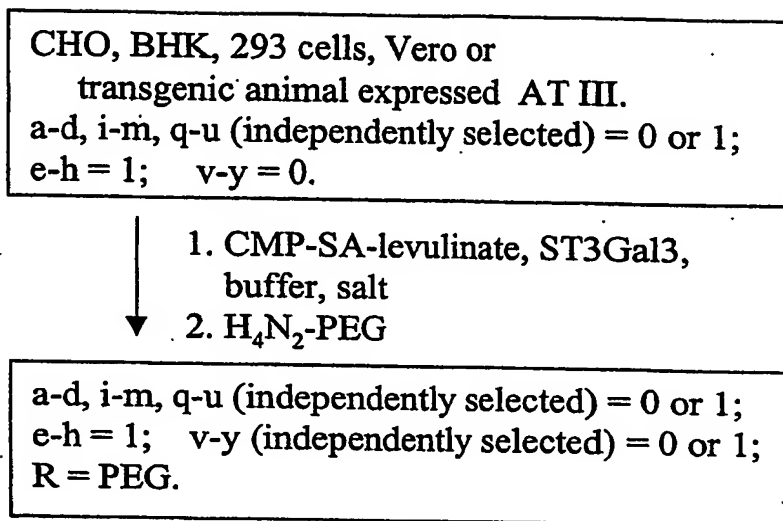 CHO, BHK, 293 cells, Vero or
transgenic animal expressed AT III.
a-d, i-m, q-u (independently selected) = 0 or 1;
e-h = 1; v-y = 0.
1. CMP-SA-levulinate, ST3Gal3,
buffer, salt
2. H₄N₂-PEG
a-d, i-m, q-u (independently selected) = 0 or 1;
e-h = 1; v-y (independently selected) = 0 or 1;
R = PEG.